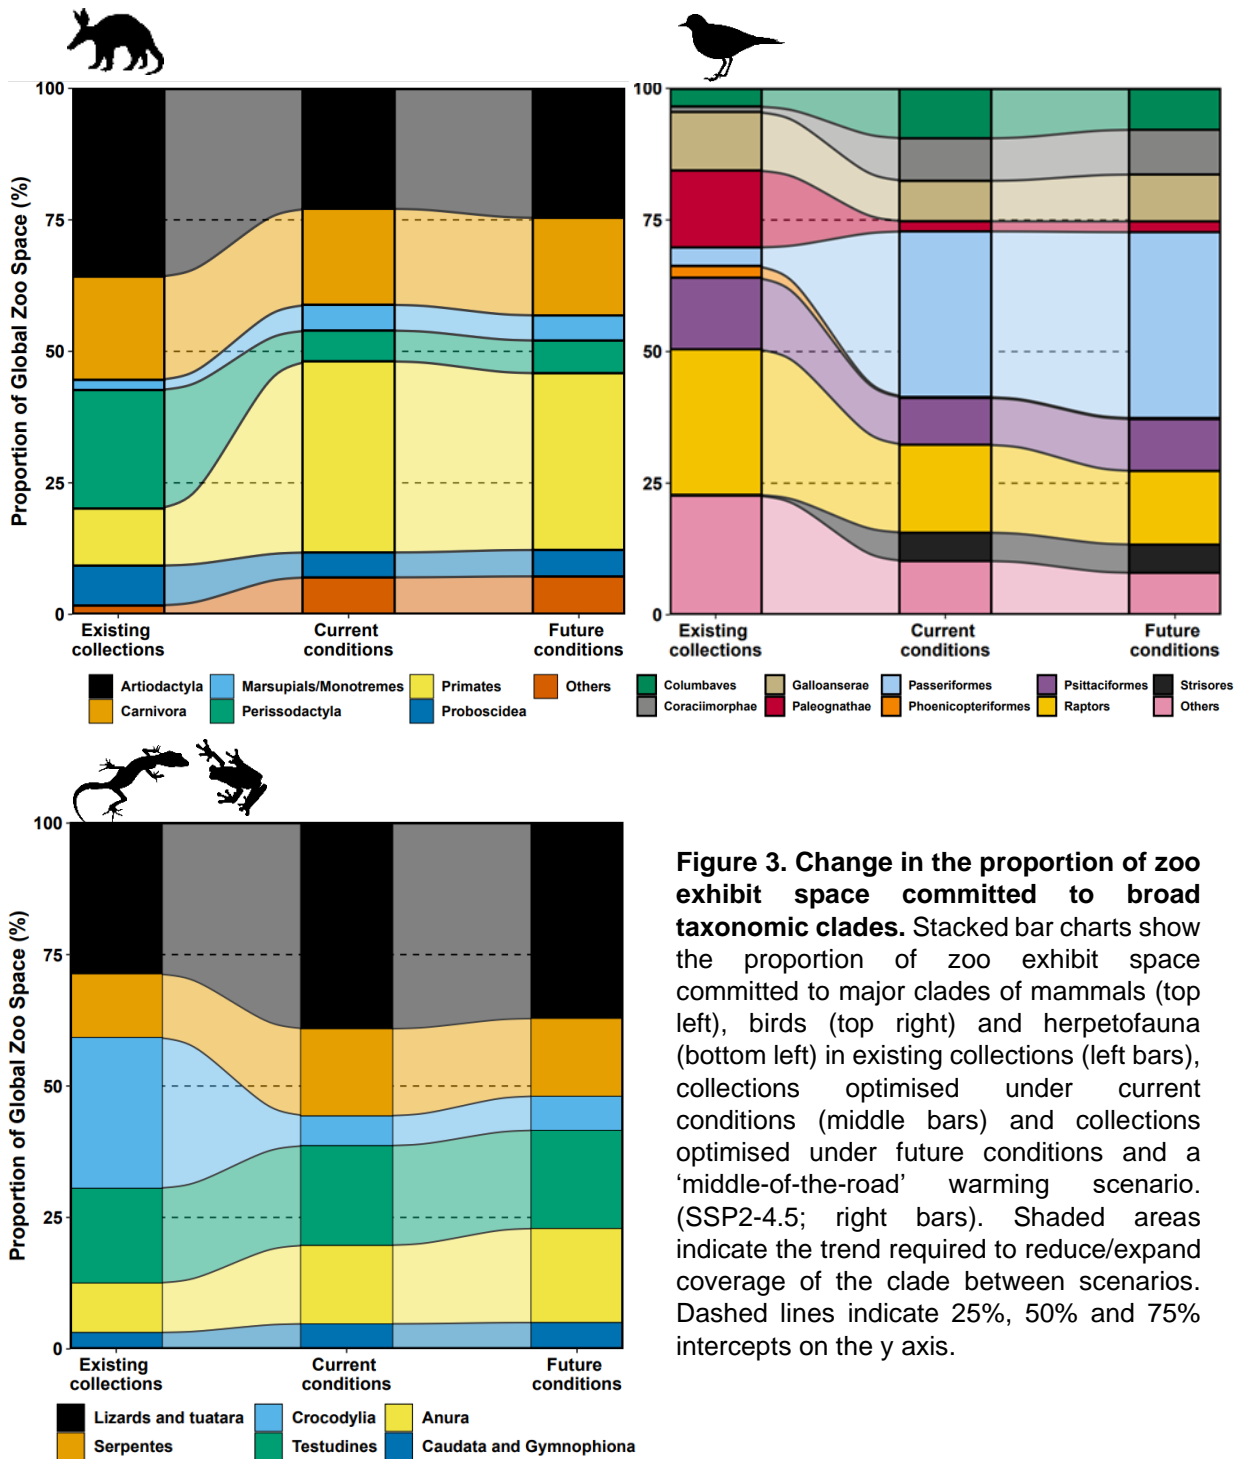 100
75
50
25
0
Proportion of Global Zoo Space (%)
Existing collections
Current conditions
Future conditions
Artiodactyla
Marsupials/Monotremes
Primates
Others
Carnivora
Perissodactyla
Proboscidea
100
75
50
25
0
Existing collections
Current conditions
Future conditions
Columbaves
Galloanserae
Passeriformes
Psittaciformes
Strisores
Coraciimorphae
Paleognathae
Phoenicopteriformes
Raptors
Others
100
75
50
25
0
Proportion of Global Zoo Space (%)
Existing collections
Current conditions
Future conditions
Lizards and tuatara
Crocodylia
Anura
Serpentes
Testudines
Caudata and Gymnophiona
Figure 3. Change in the proportion of zoo
exhibit space committed to broad
taxonomic clades. Stacked bar charts show
the proportion of zoo exhibit space
committed to major clades of mammals (top
left), birds (top right) and herpetofauna
(bottom left) in existing collections (left bars),
collections optimised under current
conditions (middle bars) and collections
optimised under future conditions and a
‘middle-of-the-road’ warming scenario.
(SSP2-4.5; right bars). Shaded areas
indicate the trend required to reduce/expand
coverage of the clade between scenarios.
Dashed lines indicate 25%, 50% and 75%
intercepts on the y axis.